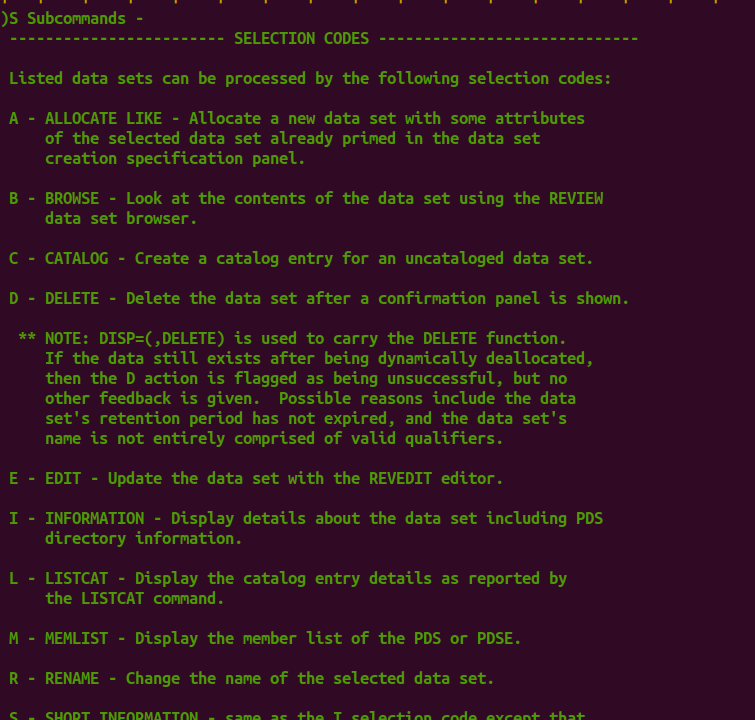 )S Subcommands -
------------------------ SELECTION CODES -----------------------------
Listed data sets can be processed by the following selection codes:
A - ALLOCATE LIKE - Allocate a new data set with some attributes
of the selected data set already primed in the data set
creation specification panel.
B - BROWSE - Look at the contents of the data set using the REVIEW
data set browser.
C - CATALOG - Create a catalog entry for an uncataloged data set.
D - DELETE - Delete the data set after a confirmation panel is shown.
** NOTE: DISP=(,DELETE) is used to carry the DELETE function.
If the data still exists after being dynamically deallocated,
then the D action is flagged as being unsuccessful, but no
other feedback is given.  Possible reasons include the data
set's retention period has not expired, and the data set's
name is not entirely comprised of valid qualifiers.
E - EDIT - Update the data set with the REVEDIT editor.
I - INFORMATION - Display details about the data set including PDS
directory information.
L - LISTCAT - Display the catalog entry details as reported by
the LISTCAT command.
M - MEMLIST - Display the member list of the PDS or PDSE.
R - RENAME - Change the name of the selected data set.
S - SHORT INFORMATION - same as the I selection code except that